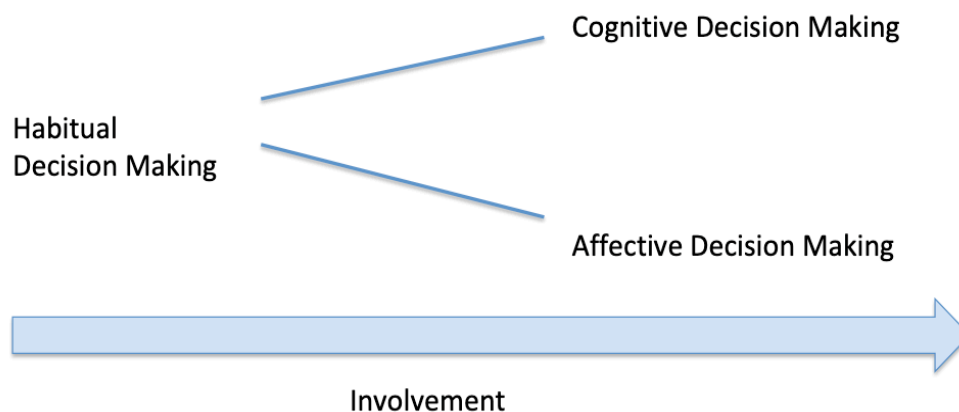 Cognitive Decision Making
Habitual
Decision Making
Affective Decision Making
Involvement